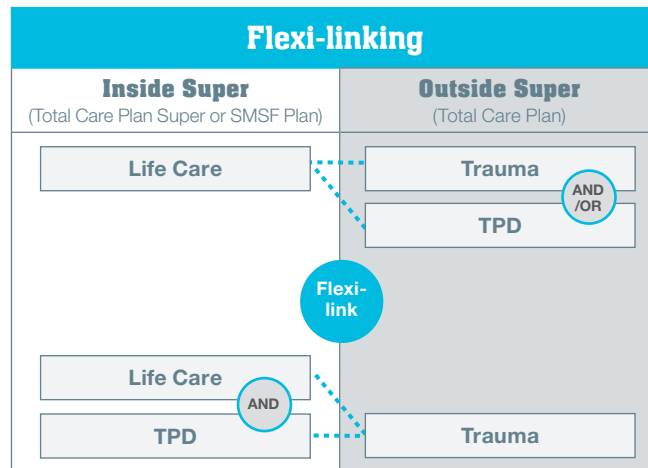 Flexi-linking
Inside Super
(Total Care Plan Super or SMSF Plan)
Outside Super
(Total Care Plan)
Life Care
Trauma
AND
/OR
TPD
Flexi-
link
Life Care
AND
TPD
Trauma